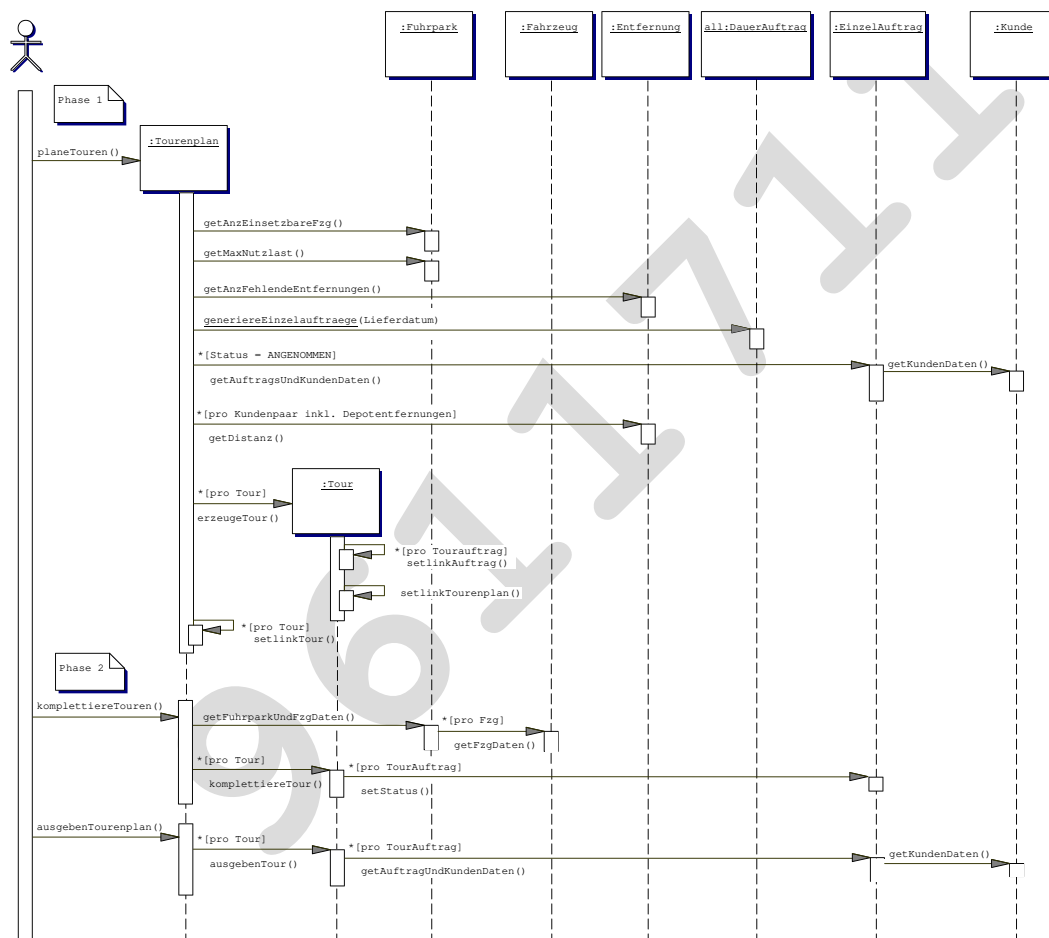 :Fuhrpark
:Fahrzeug
:Entfernung
all:DauerAuftrag
:EinzelAuftrag
:Kunde
Phase 1
:Tourenplan
planeTouren()
getAnzEinsetzbareFzg()
getMaxNutzlast()
getAnzFehlendeEntfernungen()
generiereEinzelauftraege(Lieferdatum)
*[Status = ANGENOMMEN]
getKundenDaten()
getAuftragsUndKundenDaten()
*[pro Kundenpaar inkl. Depotentfernungen]
getDistanz()
:Tour
*[pro Tour]
erzeugeTour()
*[pro Tourauftrag]
setlinkAuftrag()
setlinkTourenplan()
*[pro Tour]
setlinkTour()
Phase 2
komplettiereTouren()
getFuhrparkUndFzgDaten()
*[pro Fzg]
getFzgDaten()
*[pro Tour]
*[pro TourAuftrag]
komplettiereTour()
setStatus()
ausgebenTourenplan()
*[pro Tour]
*[pro TourAuftrag]
getKundenDaten()
ausgebenTour()
getAuftragUndKundenDaten()
9617171